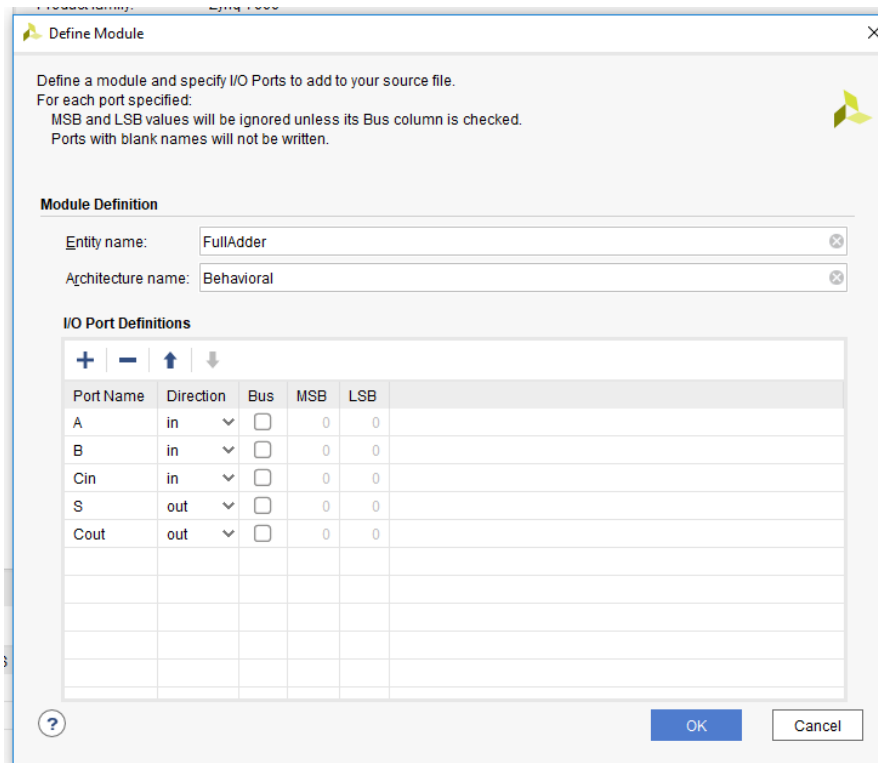 Define Module
Define a module and specify I/O Ports to add to your source file.
For each port specified:
MSB and LSB values will be ignored unless its Bus column is checked.
Ports with blank names will not be written.
Module Definition
Entity name: FullAdder
Architecture name: Behavioral
I/O Port Definitions
Port Name Direction Bus MSB LSB
A in 0 0
B in 0 0
Cin in 0 0
S out 0 0
Cout out 0 0
? OK Cancel